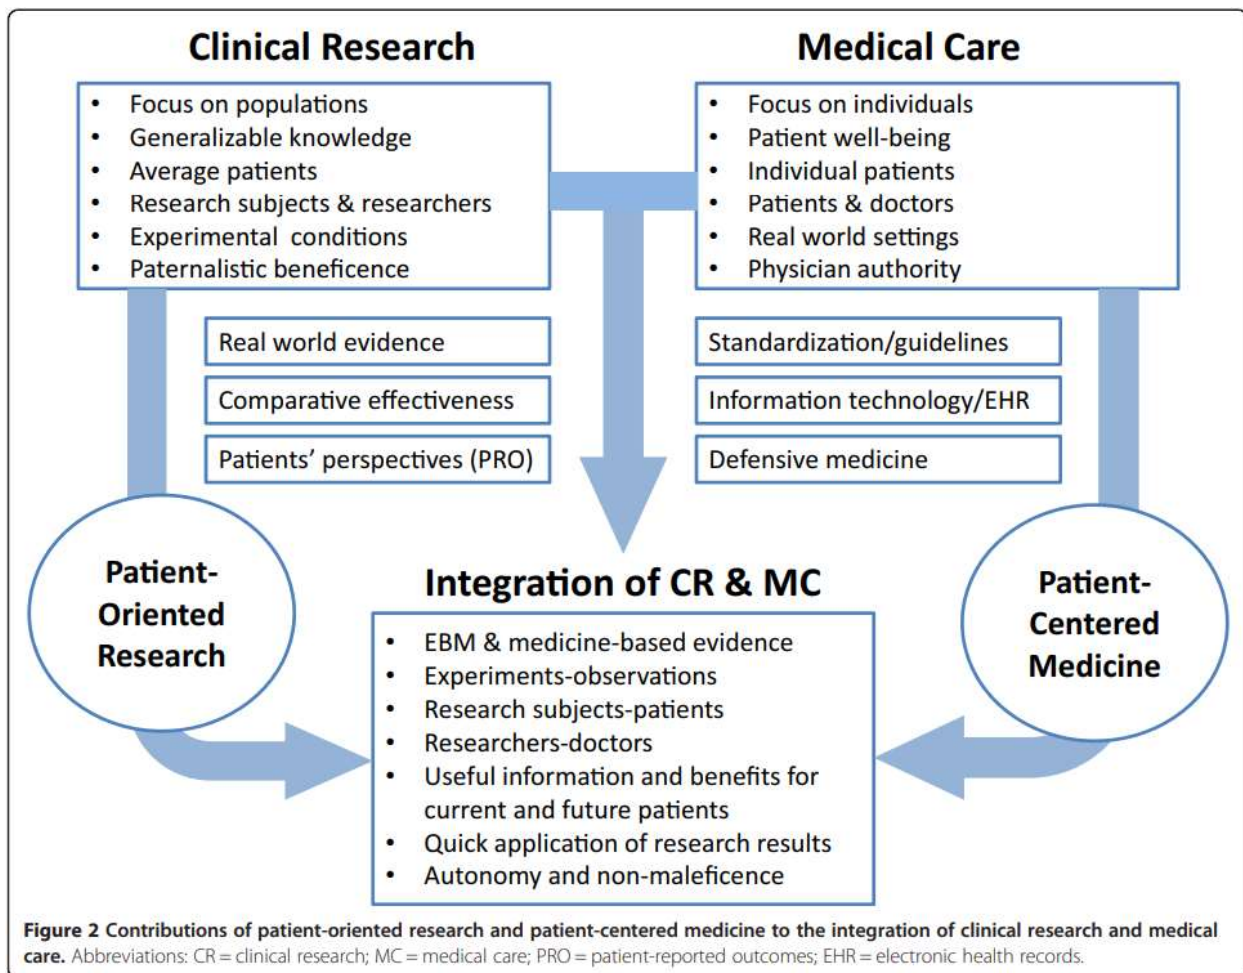 Clinical Research
• Focus on populations
• Generalizable knowledge
• Average patients
• Research subjects & researchers
• Experimental conditions
• Paternalistic beneficence
Medical Care
• Focus on individuals
• Patient well-being
• Individual patients
• Patients & doctors
• Real world settings
• Physician authority
Real world evidence
Comparative effectiveness
Patients' perspectives (PRO)
Standardization/guidelines
Information technology/EHR
Defensive medicine
Patient-
Oriented
Research
Patient-
Centered
Medicine
Integration of CR & MC
• EBM & medicine-based evidence
• Experiments-observations
• Research subjects-patients
• Researchers-doctors
• Useful information and benefits for
current and future patients
• Quick application of research results
• Autonomy and non-maleficence
Figure 2 Contributions of patient-oriented research and patient-centered medicine to the integration of clinical research and medical
care. Abbreviations: CR = clinical research; MC = medical care; PRO = patient-reported outcomes; EHR = electronic health records.